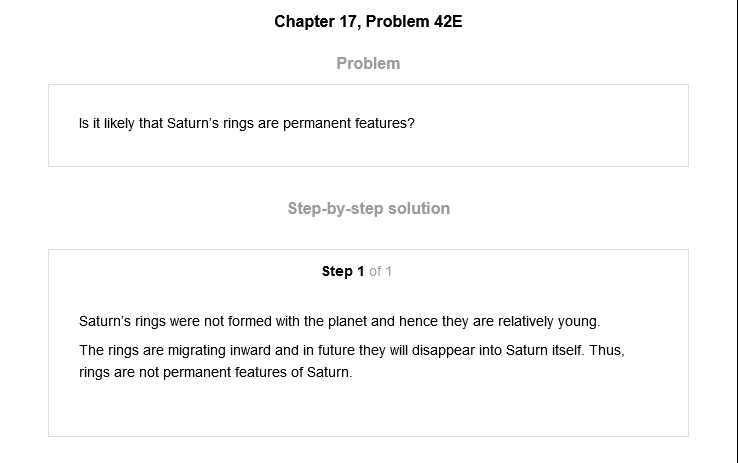 Chapter 17, Problem 42E
Problem
Is it likely that Saturn’s rings are permanent features?
Step-by-step solution
Step 1 of 1
Saturn’s rings were not formed with the planet and hence they are relatively young.
The rings are migrating inward and in future they will disappear into Saturn itself. Thus,
rings are not permanent features of Saturn.